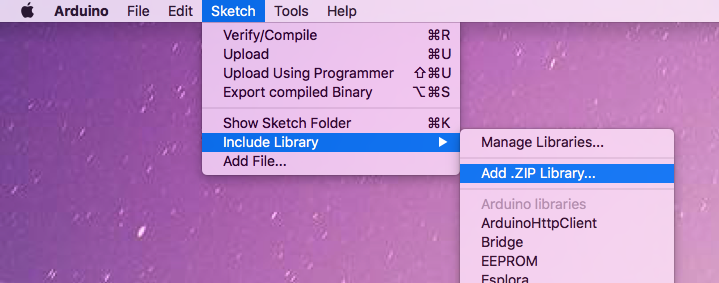 Arduino File Edit Sketch Tools Help
Verify/Compile ⌘R
Upload ⌘U
Upload Using Programmer ⇧⌘U
Export compiled Binary ⌥⌘S
Show Sketch Folder ⌘K
Include Library ▶
Add File...
Manage Libraries...
Add .ZIP Library...
Arduino libraries
ArduinoHttpClient
Bridge
EEPROM
Esplora